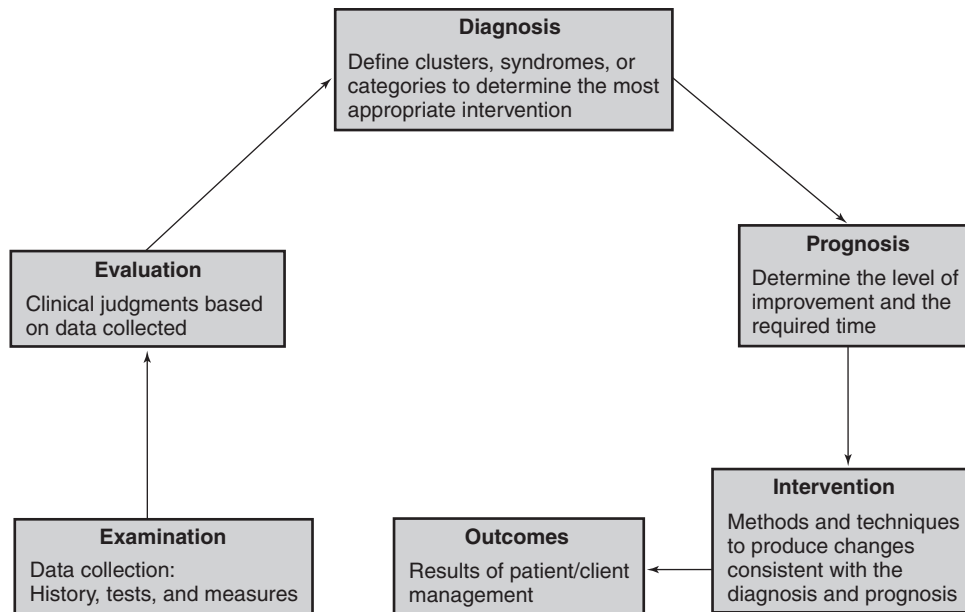 Diagnosis
Define clusters, syndromes, or
categories to determine the most
appropriate intervention
Evaluation
Clinical judgments based
on data collected
Prognosis
Determine the level of
improvement and the
required time
Examination
Data collection:
History, tests, and measures
Outcomes
Results of patient/client
management
Intervention
Methods and techniques
to produce changes
consistent with the
diagnosis and prognosis